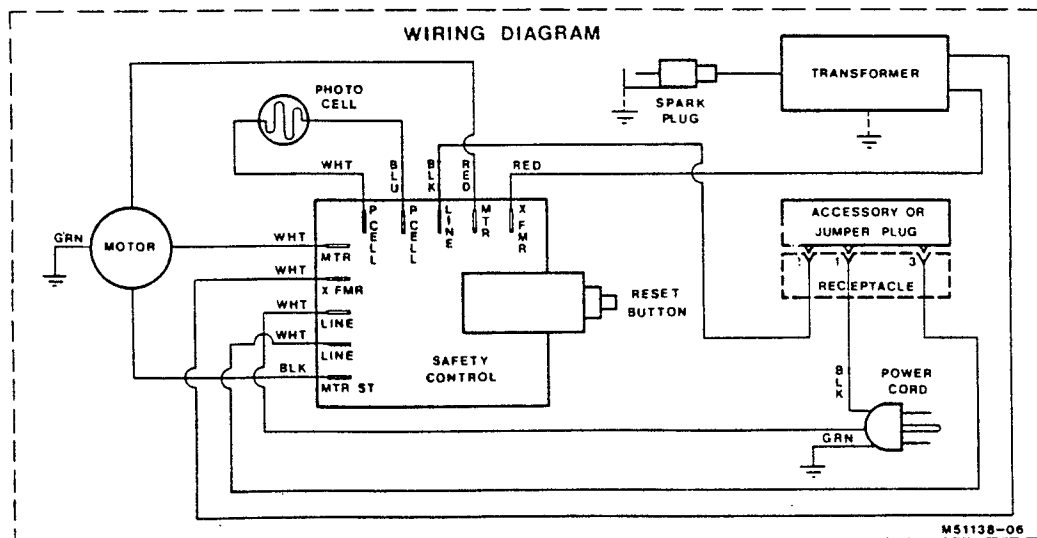 WIRING DIAGRAM
PHOTO
CELL
SPARK
PLUG
TRANSFORMER
WHT
BLU
BLK
RED
RED
P CELL
P CELL
LINE
MTR
X FMR
GRN
MOTOR
WHT
MTR
WHT
X FMR
WHT
LINE
WHT
LINE
BLK
MTR ST
SAFETY
CONTROL
RESET
BUTTON
ACCESSORY OR
JUMPER PLUG
1
3
RECEPTACLE
BLK
POWER
CORD
GRN
M51138-06